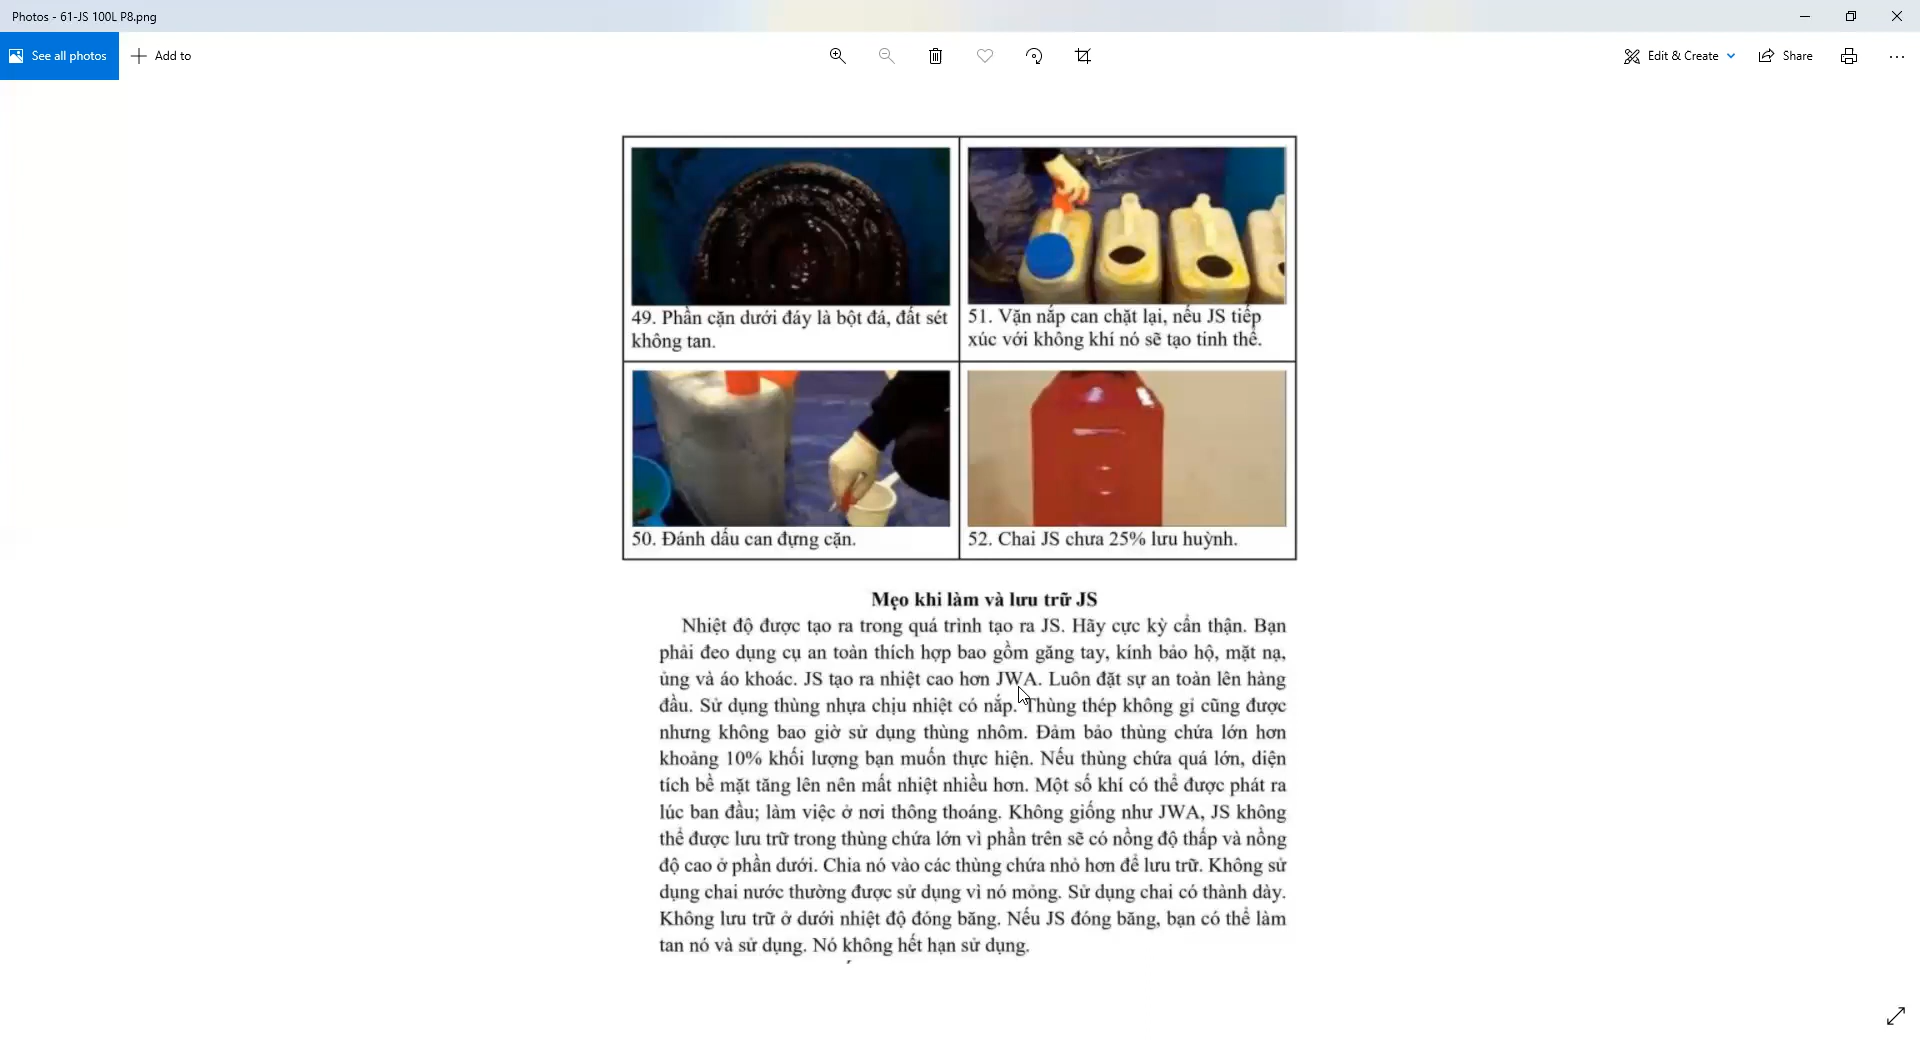 Photos - 61-JS 100L P8.png
See all photos
Add to
Edit & Create
Share
49. Phần cặn dưới đáy là bột đá, đất sét
không tan.
51. Vặn nắp can chặt lại, nếu JS tiếp
xúc với không khí nó sẽ tạo tinh thể.
50. Đánh dấu can đựng cặn.
52. Chai JS chưa 25% lưu huỳnh.
Mẹo khi làm và lưu trữ JS
Nhiệt độ được tạo ra trong quá trình tạo ra JS. Hãy cực kỳ cẩn thận. Bạn
phải đeo dụng cụ an toàn thích hợp bao gồm găng tay, kính bảo hộ, mặt nạ,
ủng và áo khoác. JS tạo ra nhiệt cao hơn JWA. Luôn đặt sự an toàn lên hàng
đầu. Sử dụng thùng nhựa chịu nhiệt có nắp. Thùng thép không gỉ cũng được
nhưng không bao giờ sử dụng thùng nhôm. Đảm bảo thùng chứa lớn hơn
khoảng 10% khối lượng bạn muốn thực hiện. Nếu thùng chứa quá lớn, diện
tích bề mặt tăng lên nên mất nhiệt nhiều hơn. Một số khí có thể được phát ra
lúc ban đầu; làm việc ở nơi thông thoáng. Không giống như JWA, JS không
thể được lưu trữ trong thùng chứa lớn vì phần trên sẽ có nồng độ thấp và nồng
độ cao ở phần dưới. Chia nó vào các thùng chứa nhỏ hơn để lưu trữ. Không sử
dụng chai nước thường được sử dụng vì nó mỏng. Sử dụng chai có thành dày.
Không lưu trữ ở dưới nhiệt độ đóng băng. Nếu JS đóng băng, bạn có thể làm
tan nó và sử dụng. Nó không hết hạn sử dụng.